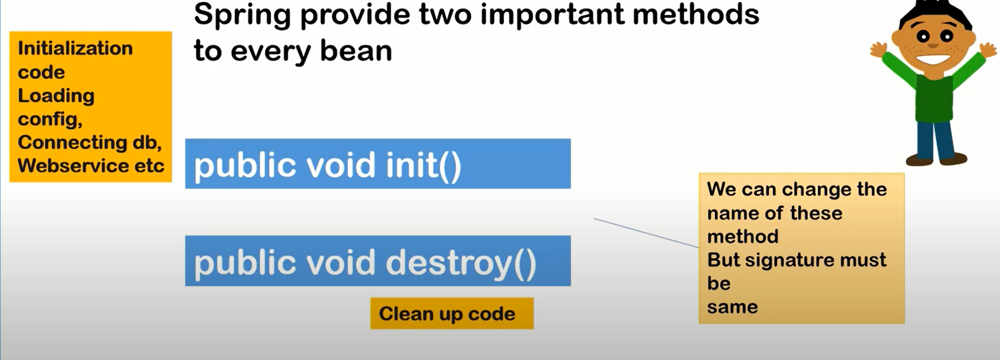 Spring provide two important methods
to every bean
Initialization
code
Loading
config,
Connecting db,
Webservice etc
public void init()
public void destroy()
Clean up code
We can change the
name of these
method
But signature must
be
same